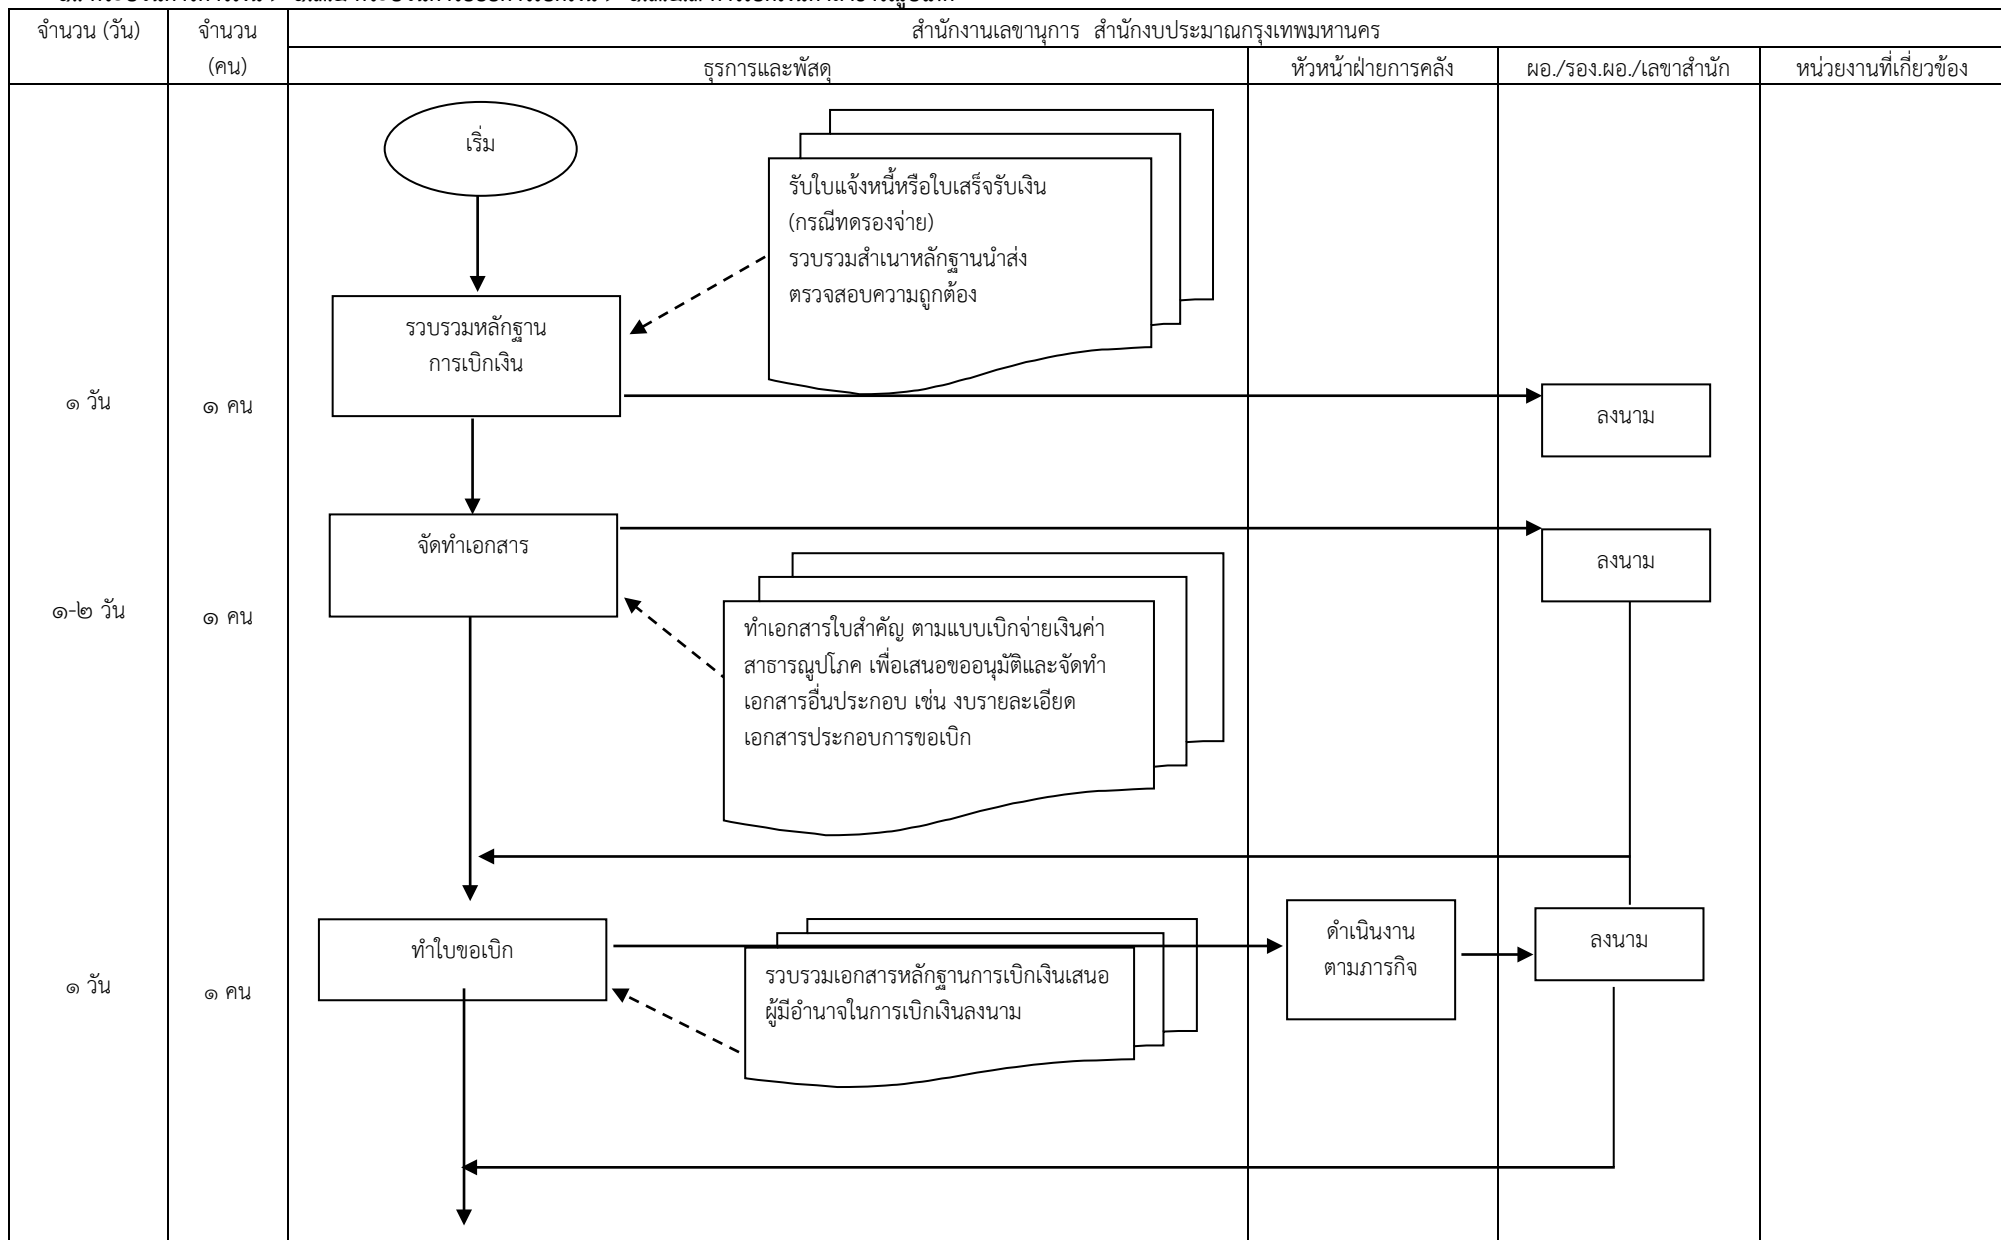 จำนวน (วัน)
จำนวน
(คน)
สำนักงานเลขานุการ สำนักงบประมาณกรุงเทพมหานคร
ธุรการและพัสดุ
หัวหน้าฝ่ายการคลัง
ผอ./รอง.ผอ./เลขาสำนัก
หน่วยงานที่เกี่ยวข้อง
เริ่ม
รับใบแจ้งหนี้หรือใบเสร็จรับเงิน
(กรณีทดรองจ่าย)
รวบรวมสำเนาหลักฐานนำส่ง
ตรวจสอบความถูกต้อง
รวบรวมหลักฐาน
การเบิกเงิน
๑ วัน
๑ คน
ลงนาม
จัดทำเอกสาร
ลงนาม
๑-๒ วัน
๑ คน
ทำเอกสารใบสำคัญ ตามแบบเบิกจ่ายเงินค่า
สาธารณูปโภค เพื่อเสนอขออนุมัติและจัดทำ
เอกสารอื่นประกอบ เช่น งบรายละเอียด
เอกสารประกอบการขอเบิก
ทำใบขอเบิก
ดำเนินงาน
ตามภารกิจ
ลงนาม
๑ วัน
๑ คน
รวบรวมเอกสารหลักฐานการเบิกเงินเสนอ
ผู้มีอำนาจในการเบิกเงินลงนาม